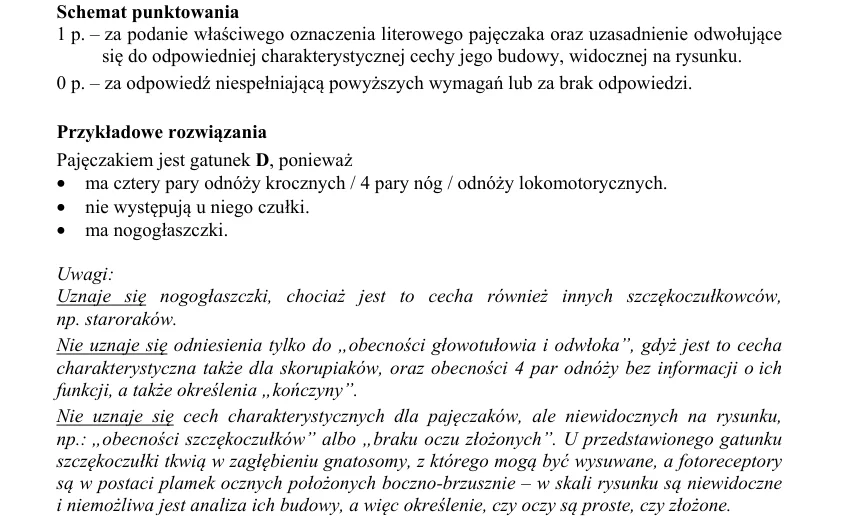 Schemat punktowania
1 p. – za podanie właściwego oznaczenia literowego pajęczaka oraz uzasadnienie odwołujące
się do odpowiedniej charakterystycznej cechy jego budowy, widocznej na rysunku.
0 p. – za odpowiedź niespełniającą powyższych wymagań lub za brak odpowiedzi.
Przykładowe rozwiązania
Pajęczakiem jest gatunek D, ponieważ
• ma cztery pary odnóży krocznych / 4 pary nóg / odnóży lokomotorycznych.
• nie występują u niego czułki.
• ma nogogłaszczki.
Uwagi:
Uznaje się nogogłaszczki, chociaż jest to cecha również innych szczękoczułkowców,
np. staroraków.
Nie uznaje się odniesienia tylko do „obecności głowotułowia i odwłoka”, gdyż jest to cecha
charakterystyczna także dla skorupiaków, oraz obecności 4 par odnóży bez informacji o ich
funkcji, a także określenia „kończyny”.
Nie uznaje się cech charakterystycznych dla pajęczaków, ale niewidocznych na rysunku,
np.: „obecności szczękoczułków” albo „braku oczu złożonych”. U przedstawionego gatunku
szczękoczułki tkwią w zagłębieniu gnatosomy, z którego mogą być wysuwane, a fotoreceptory
są w postaci plamek ocznych położonych boczno-brzusznie – w skali rysunku są niewidoczne
i niemożliwa jest analiza ich budowy, a więc określenie, czy oczy są proste, czy złożone.